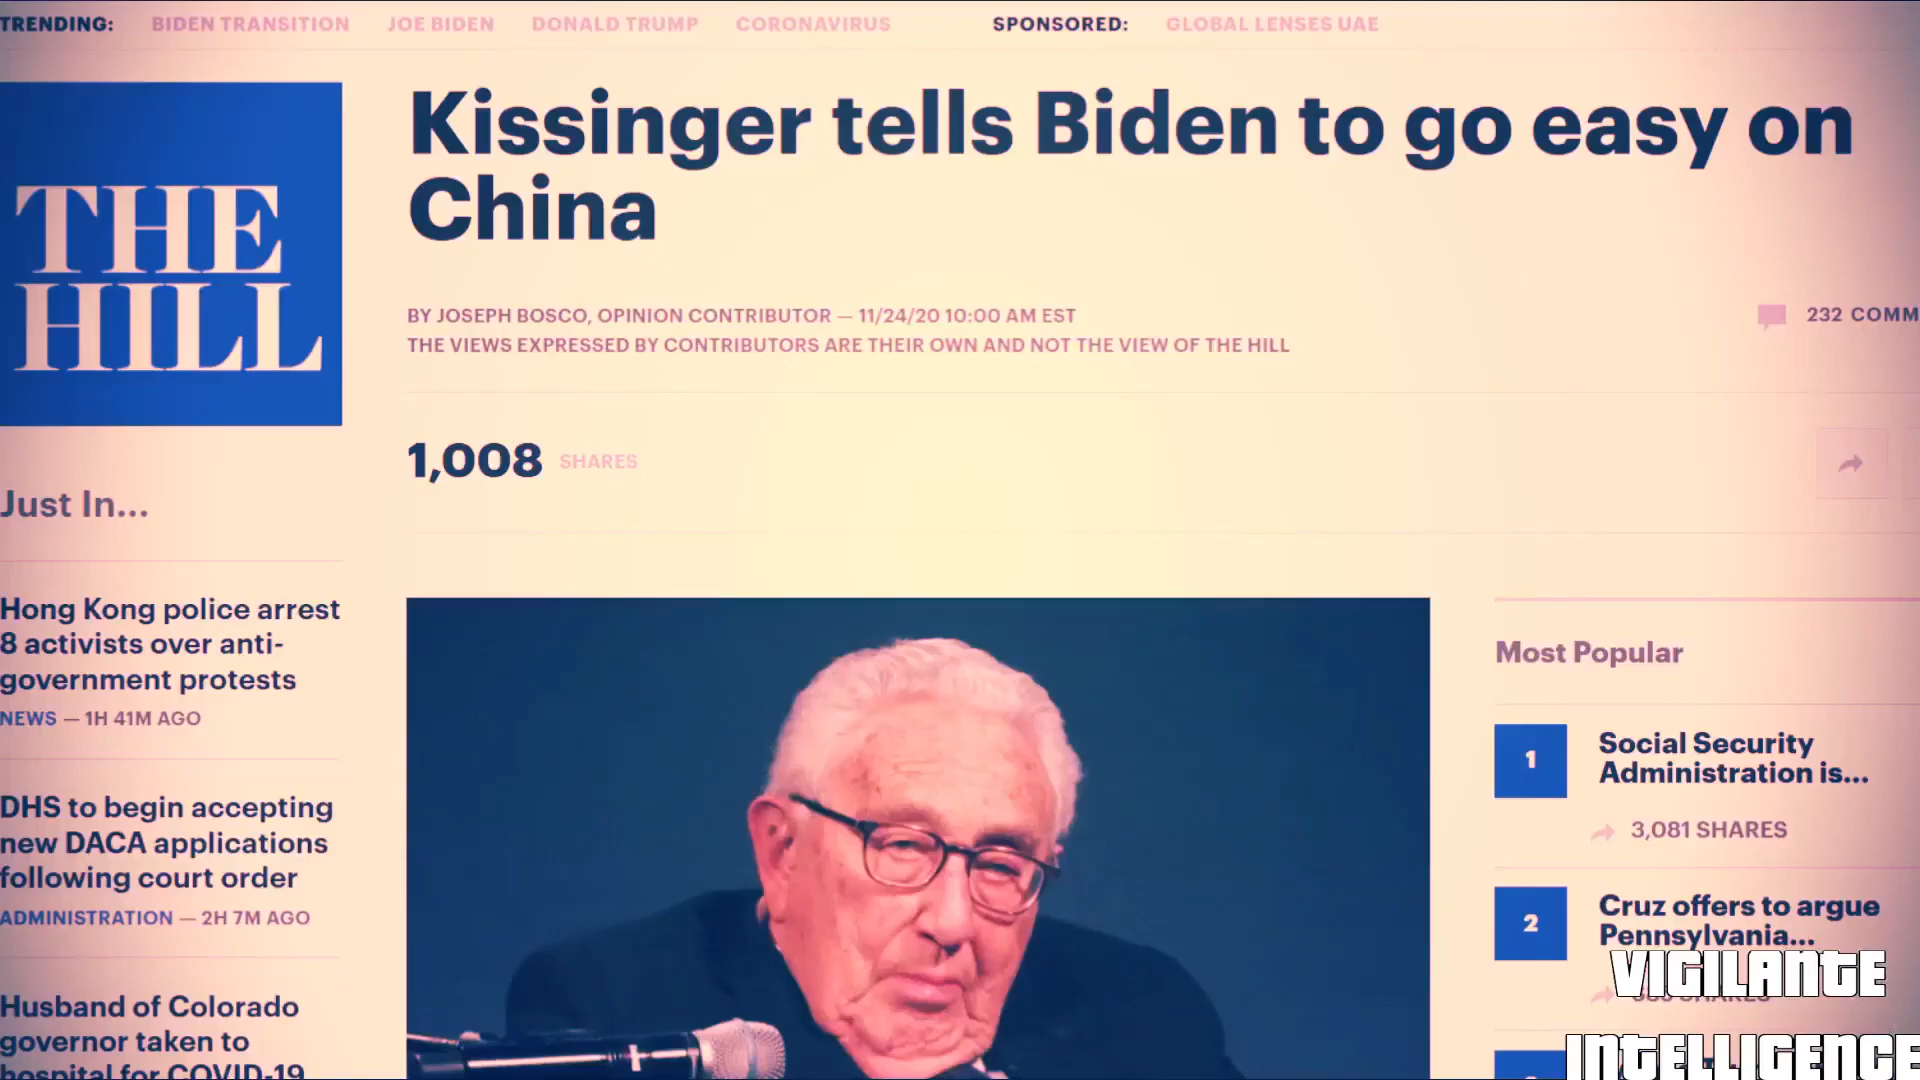 TRENDING: BIDEN TRANSITION JOE BIDEN DONALD TRUMP CORONAVIRUS SPONSORED: GLOBAL LENSES UAE
THE
HILL
Kissinger tells Biden to go easy on
China
BY JOSEPH BOSCO, OPINION CONTRIBUTOR — 11/24/20 10:00 AM EST
THE VIEWS EXPRESSED BY CONTRIBUTORS ARE THEIR OWN AND NOT THE VIEW OF THE HILL
232 COMM
1,008 SHARES
Just In...
Hong Kong police arrest
8 activists over anti-
government protests
NEWS — 1H 41M AGO
DHS to begin accepting
new DACA applications
following court order
ADMINISTRATION — 2H 7M AGO
Husband of Colorado
governor taken to
hospital for COVID-19
Most Popular
1
Social Security
Administration is...
3,081 SHARES
2
Cruz offers to argue
Pennsylvania...
SHARES
VIGILANTE
INTELLIGENCE